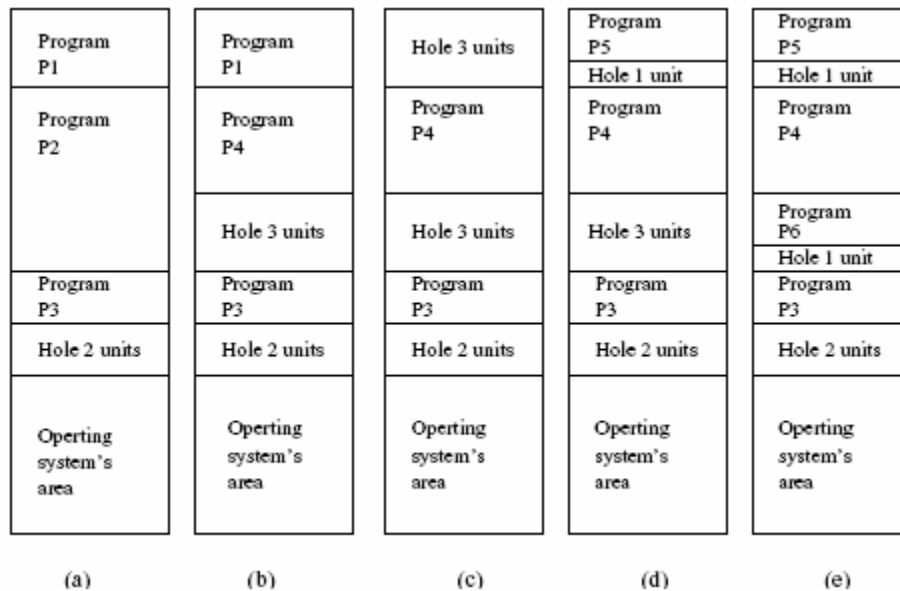 Program
P1
Program
P2
Program
P3
Hole 2 units
Operting
system's
area
(a)
Program
P1
Program
P4
Hole 3 units
Program
P3
Hole 2 units
Operting
system's
area
(b)
Hole 3 units
Program
P4
Hole 3 units
Program
P3
Hole 2 units
Operting
system's
area
(c)
Program
P5
Hole 1 unit
Program
P4
Hole 3 units
Program
P3
Hole 2 units
Operting
system's
area
(d)
Program
P5
Hole 1 unit
Program
P4
Program
P6
Hole 1 unit
Program
P3
Hole 2 units
Operting
system's
area
(e)